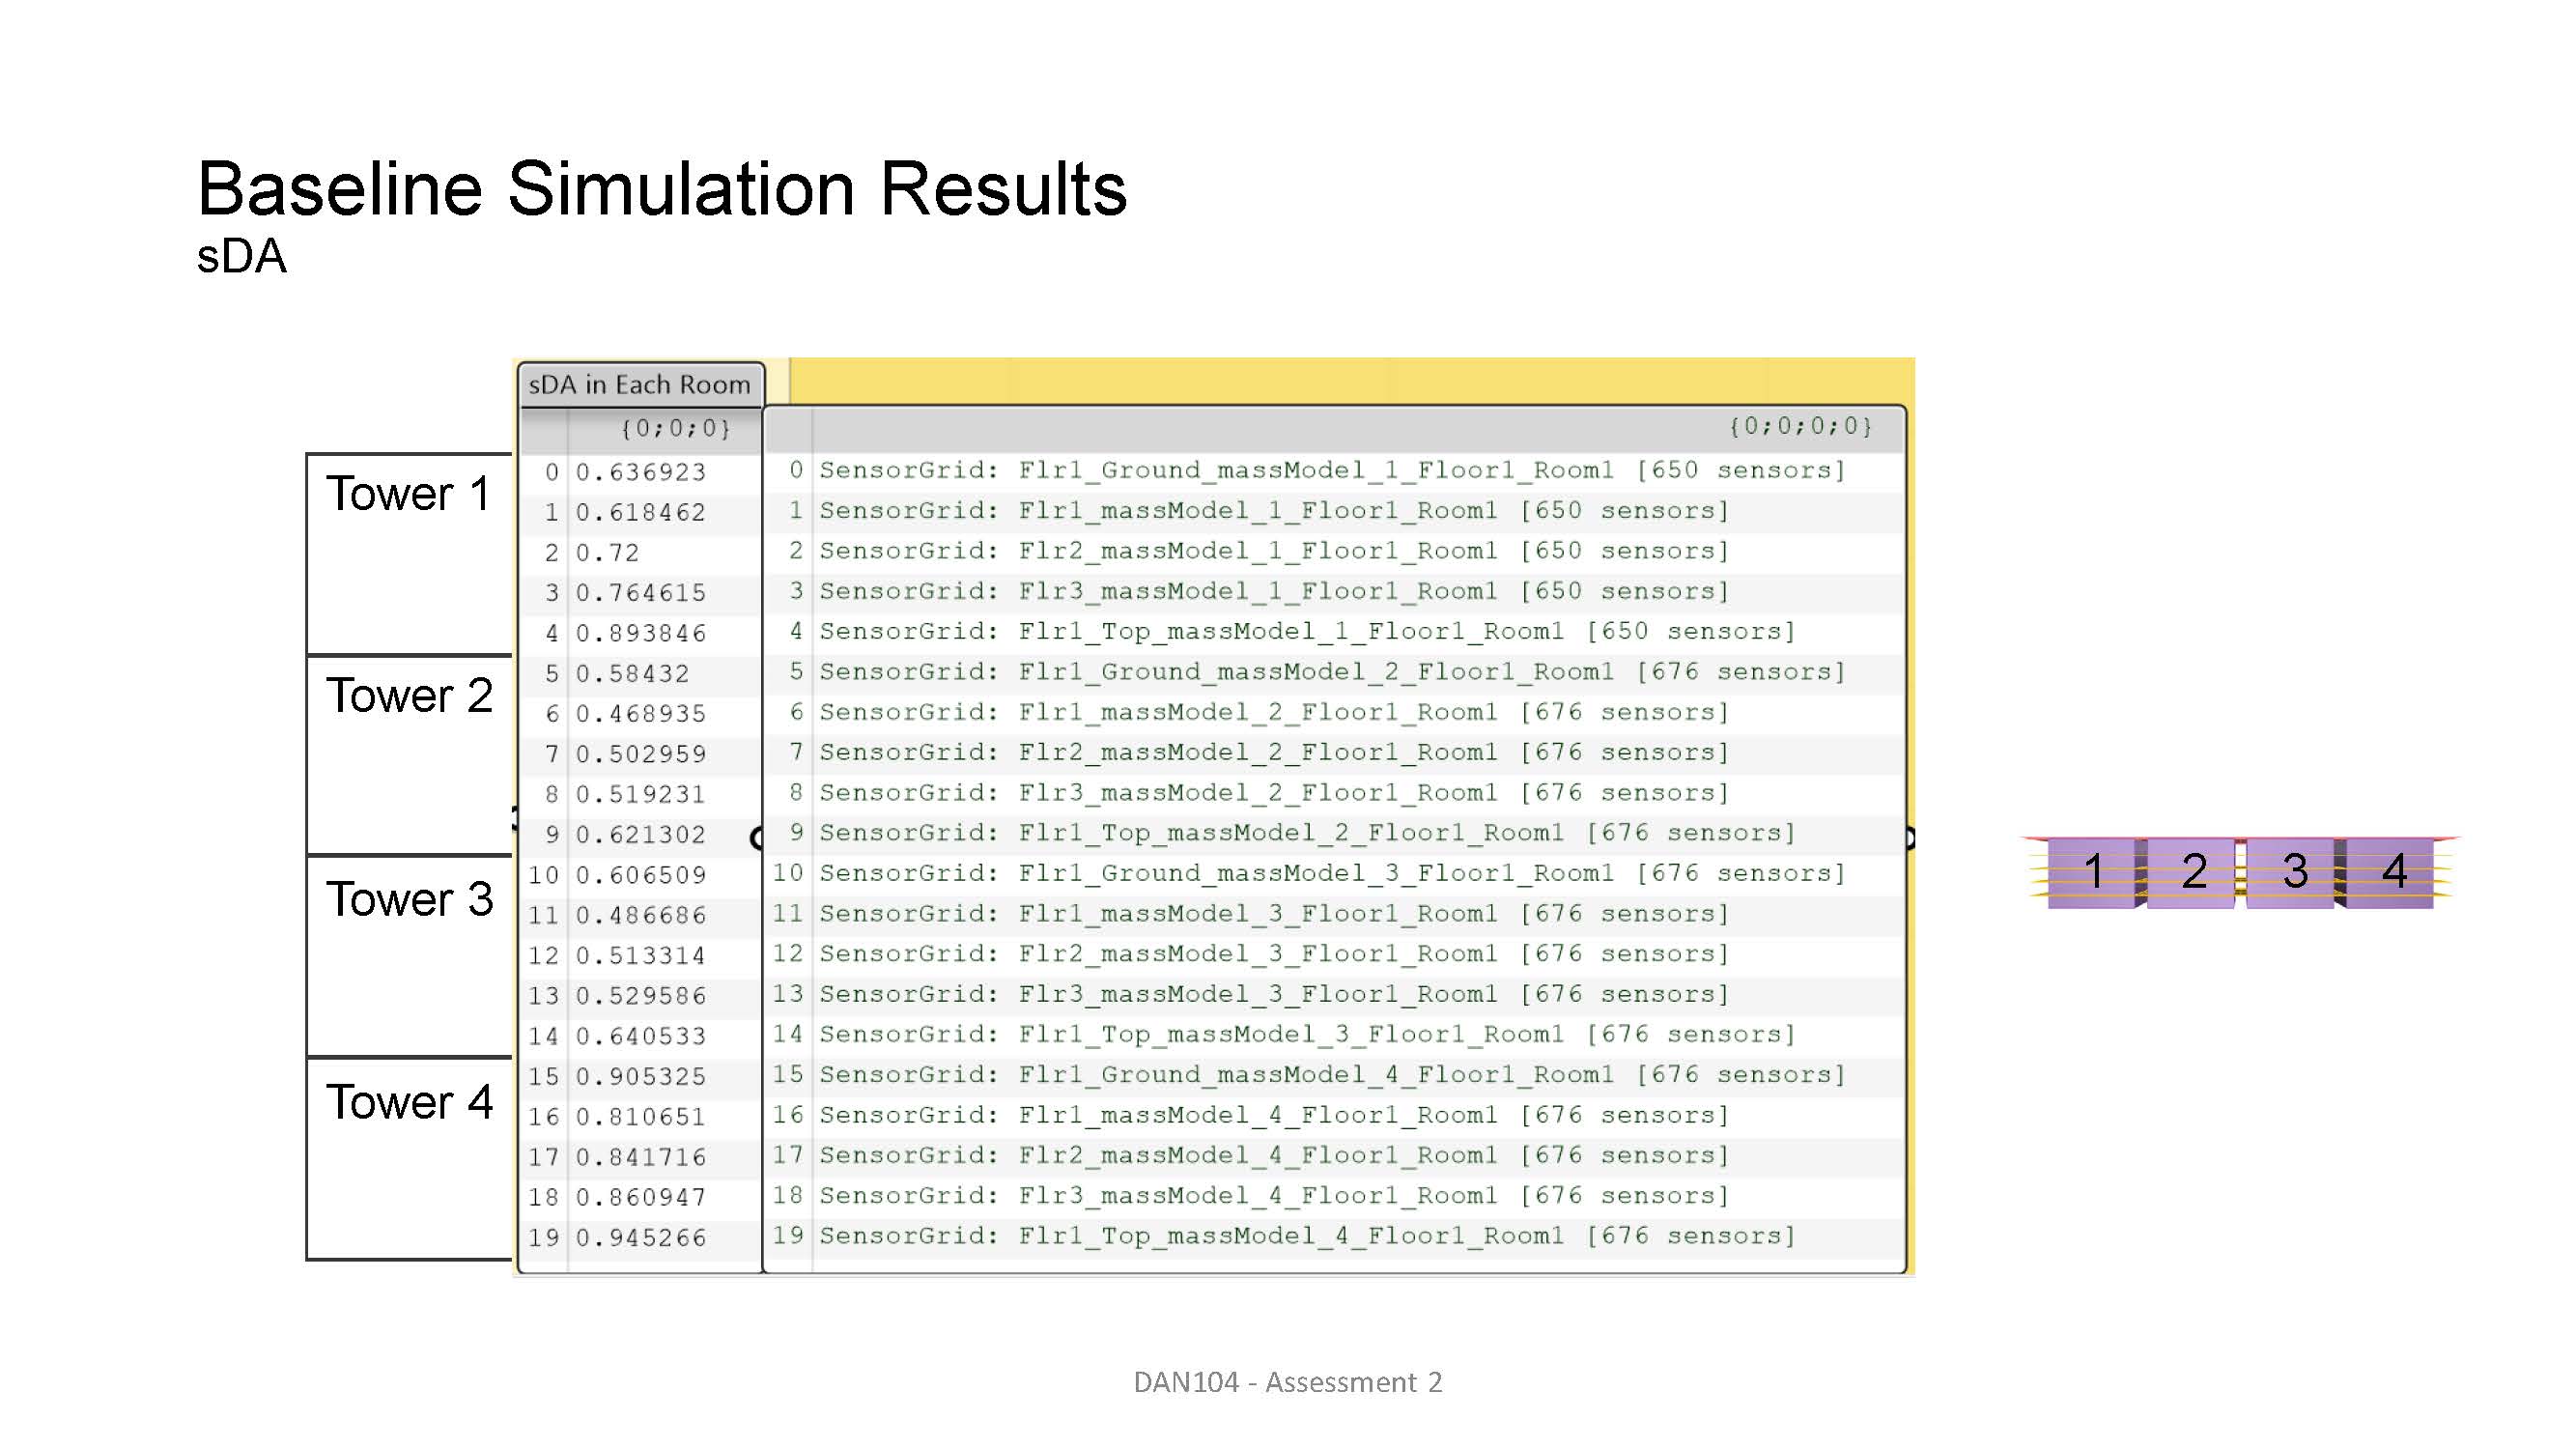 Baseline Simulation Results
sDA
sDA in Each Room
{0;0;0}
{0;0;0;0}
Tower 1
0 0.636923 0 SensorGrid: Flr1_Ground_massModel_1_Floor1_Room1 [650 sensors]
1 0.618462 1 SensorGrid: Flr1_massModel_1_Floor1_Room1 [650 sensors]
2 0.72 2 SensorGrid: Flr2_massModel_1_Floor1_Room1 [650 sensors]
3 0.764615 3 SensorGrid: Flr3_massModel_1_Floor1_Room1 [650 sensors]
4 0.893846 4 SensorGrid: Flr1_Top_massModel_1_Floor1_Room1 [650 sensors]
Tower 2
5 0.58432 5 SensorGrid: Flr1_Ground_massModel_2_Floor1_Room1 [676 sensors]
6 0.468935 6 SensorGrid: Flr1_massModel_2_Floor1_Room1 [676 sensors]
7 0.502959 7 SensorGrid: Flr2_massModel_2_Floor1_Room1 [676 sensors]
8 0.519231 8 SensorGrid: Flr3_massModel_2_Floor1_Room1 [676 sensors]
9 0.621302 9 SensorGrid: Flr1_Top_massModel_2_Floor1_Room1 [676 sensors]
Tower 3
10 0.606509 10 SensorGrid: Flr1_Ground_massModel_3_Floor1_Room1 [676 sensors]
11 0.486686 11 SensorGrid: Flr1_massModel_3_Floor1_Room1 [676 sensors]
12 0.513314 12 SensorGrid: Flr2_massModel_3_Floor1_Room1 [676 sensors]
13 0.529586 13 SensorGrid: Flr3_massModel_3_Floor1_Room1 [676 sensors]
14 0.640533 14 SensorGrid: Flr1_Top_massModel_3_Floor1_Room1 [676 sensors]
Tower 4
15 0.905325 15 SensorGrid: Flr1_Ground_massModel_4_Floor1_Room1 [676 sensors]
16 0.810651 16 SensorGrid: Flr1_massModel_4_Floor1_Room1 [676 sensors]
17 0.841716 17 SensorGrid: Flr2_massModel_4_Floor1_Room1 [676 sensors]
18 0.860947 18 SensorGrid: Flr3_massModel_4_Floor1_Room1 [676 sensors]
19 0.945266 19 SensorGrid: Flr1_Top_massModel_4_Floor1_Room1 [676 sensors]
1 2 3 4
DAN104 - Assessment 2